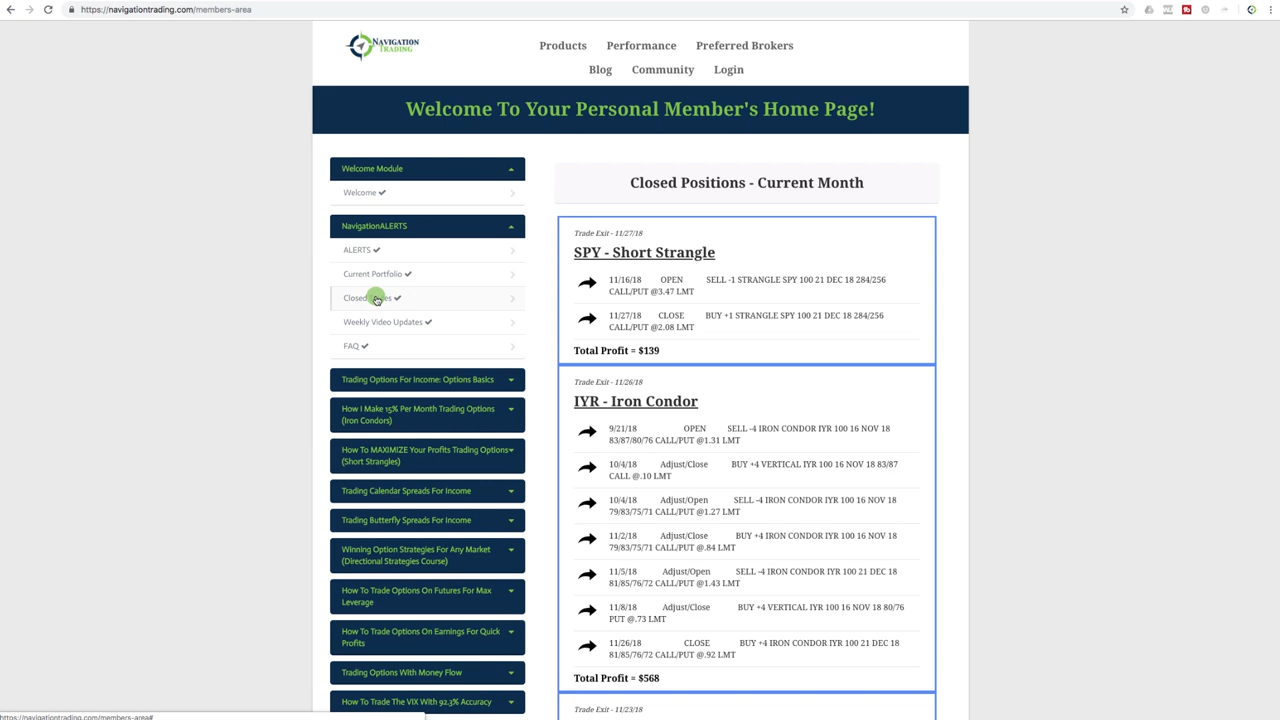 https://navigationtrading.com/members-area
NAVIGATION
TRADING
Products
Performance
Preferred Brokers
Blog
Community
Login
Welcome To Your Personal Member's Home Page!
Welcome Module
Welcome
NavigationALERTS
ALERTS
Current Portfolio
Closed
Weekly Video Updates
FAQ
Trading Options For Income: Options Basics
How I Make 15% Per Month Trading Options
(Iron Condors)
How To MAXIMIZE Your Profits Trading Options
(Short Strangles)
Trading Calendar Spreads For Income
Trading Butterfly Spreads For Income
Winning Option Strategies For Any Market
(Directional Strategies Course)
How To Trade Options On Futures For Max
Leverage
How To Trade Options On Earnings For Quick
Profits
Trading Options With Money Flow
How To Trade The VIX With 92.3% Accuracy
https://navigationtrading.com/members-area#
Closed Positions - Current Month
Trade Exit - 11/27/18
SPY - Short Strangle
11/16/18 OPEN SELL -1 STRANGLE SPY 100 21 DEC 18 284/256
CALL/PUT @3.47 LMT
11/27/18 CLOSE BUY +1 STRANGLE SPY 100 21 DEC 18 284/256
CALL/PUT @2.08 LMT
Total Profit = $139
Trade Exit - 11/26/18
IYR - Iron Condor
9/21/18 OPEN SELL -4 IRON CONDOR IYR 100 16 NOV 18
83/87/80/76 CALL/PUT @1.31 LMT
10/4/18 Adjust/Close BUY +4 VERTICAL IYR 100 16 NOV 18 83/87
CALL @.10 LMT
10/4/18 Adjust/Open SELL -4 IRON CONDOR IYR 100 16 NOV 18
79/83/75/71 CALL/PUT @1.27 LMT
11/2/18 Adjust/Close BUY +4 IRON CONDOR IYR 100 16 NOV 18
79/83/75/71 CALL/PUT @.84 LMT
11/5/18 Adjust/Open SELL -4 IRON CONDOR IYR 100 21 DEC 18
81/85/76/72 CALL/PUT @1.43 LMT
11/8/18 Adjust/Close BUY +4 VERTICAL IYR 100 16 NOV 18 80/76
PUT @.73 LMT
11/26/18 CLOSE BUY +4 IRON CONDOR IYR 100 21 DEC 18
81/85/76/72 CALL/PUT @.92 LMT
Total Profit = $568
Trade Exit - 11/23/18